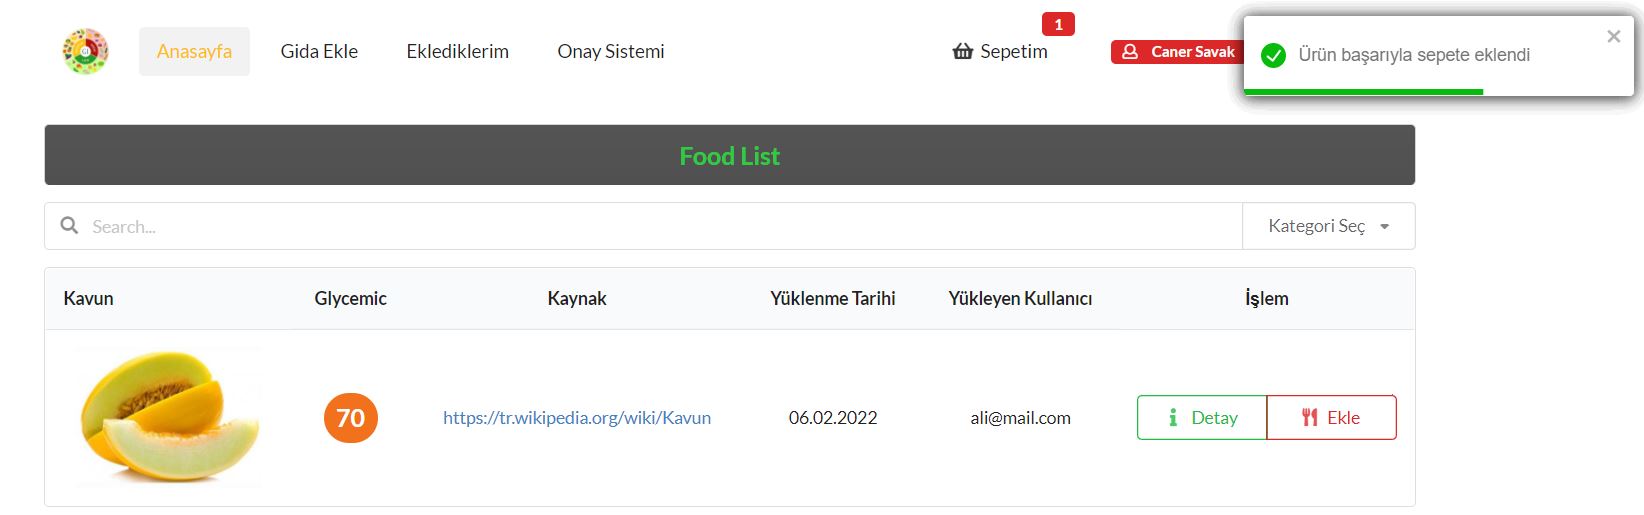 Anasayfa Gida Ekle Eklediklerim Onay Sistemi Sepetim 1 Caner Savak
Ürün başarıyla sepete eklendi
Food List
Search... Kategori Seç
Kavun Glycemic Kaynak Yüklenme Tarihi Yükleyen Kullanıcı İşlem
70 https://tr.wikipedia.org/wiki/Kavun 06.02.2022 ali@mail.com Detay Ekle